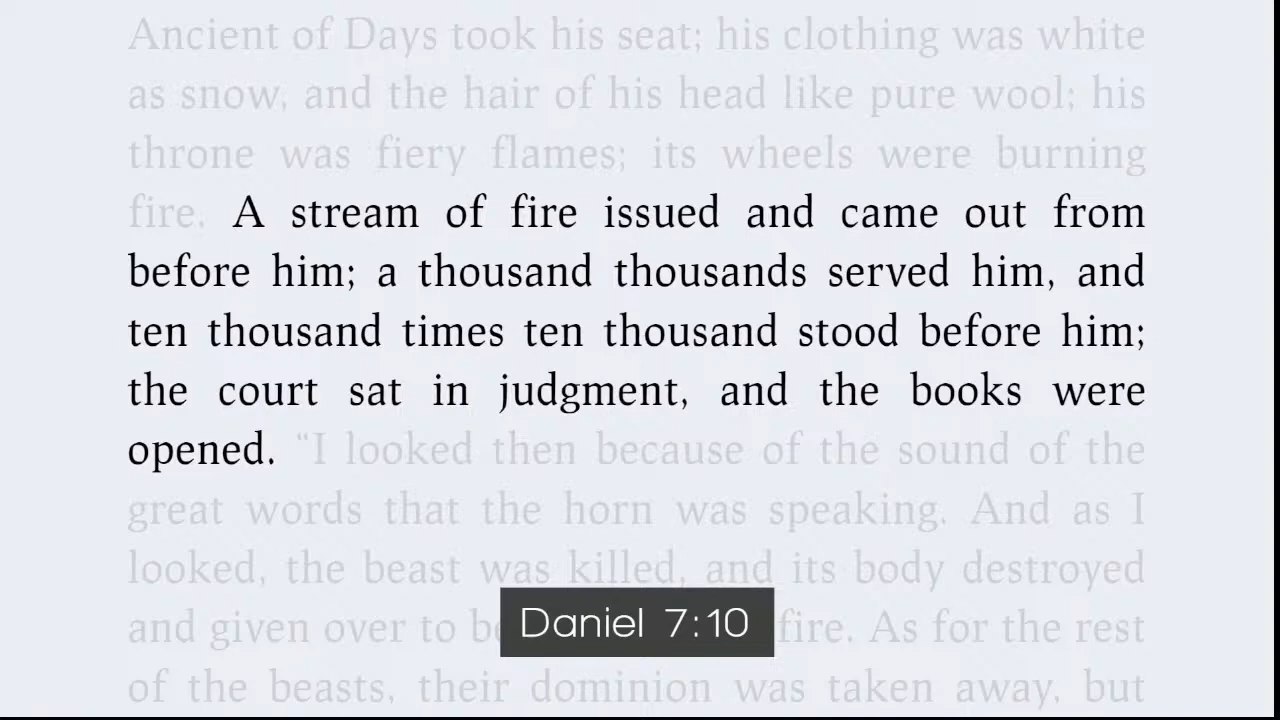 Ancient of Days took his seat; his clothing was white
as snow, and the hair of his head like pure wool; his
throne was fiery flames; its wheels were burning
fire. A stream of fire issued and came out from
before him; a thousand thousands served him, and
ten thousand times ten thousand stood before him;
the court sat in judgment, and the books were
opened. “I looked then because of the sound of the
great words that the horn was speaking. And as I
looked, the beast was killed, and its body destroyed
and given over to fire. As for the rest
Daniel 7:10
of the beasts, their dominion was taken away, but